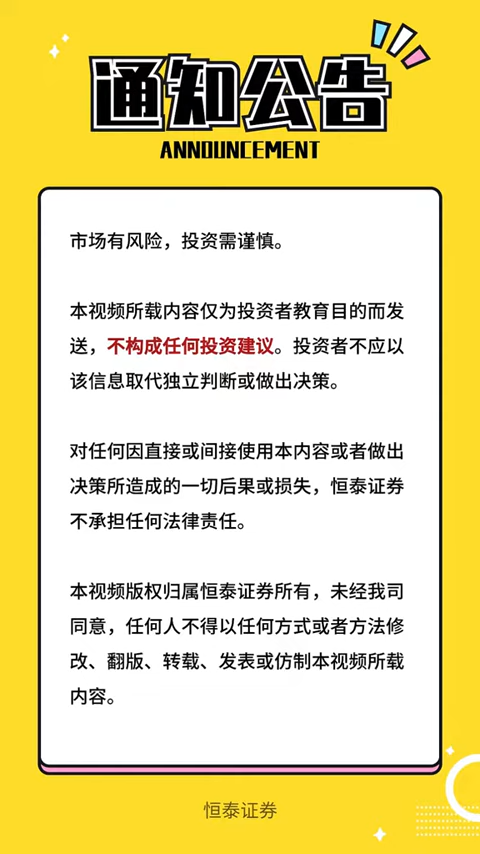 通知公告
ANNOUNCEMENT
市场有风险，投资需谨慎。
本视频所载内容仅为投资者教育目的而发
送，不构成任何投资建议。投资者不应以
该信息取代独立判断或做出决策。
对任何因直接或间接使用本内容或者做出
决策所造成的一切后果或损失，恒泰证券
不承担任何法律责任。
本视频版权归属恒泰证券所有，未经我司
同意，任何人不得以任何方式或者方法修
改、翻版、转载、发表或仿制本视频所载
内容。
恒泰证券